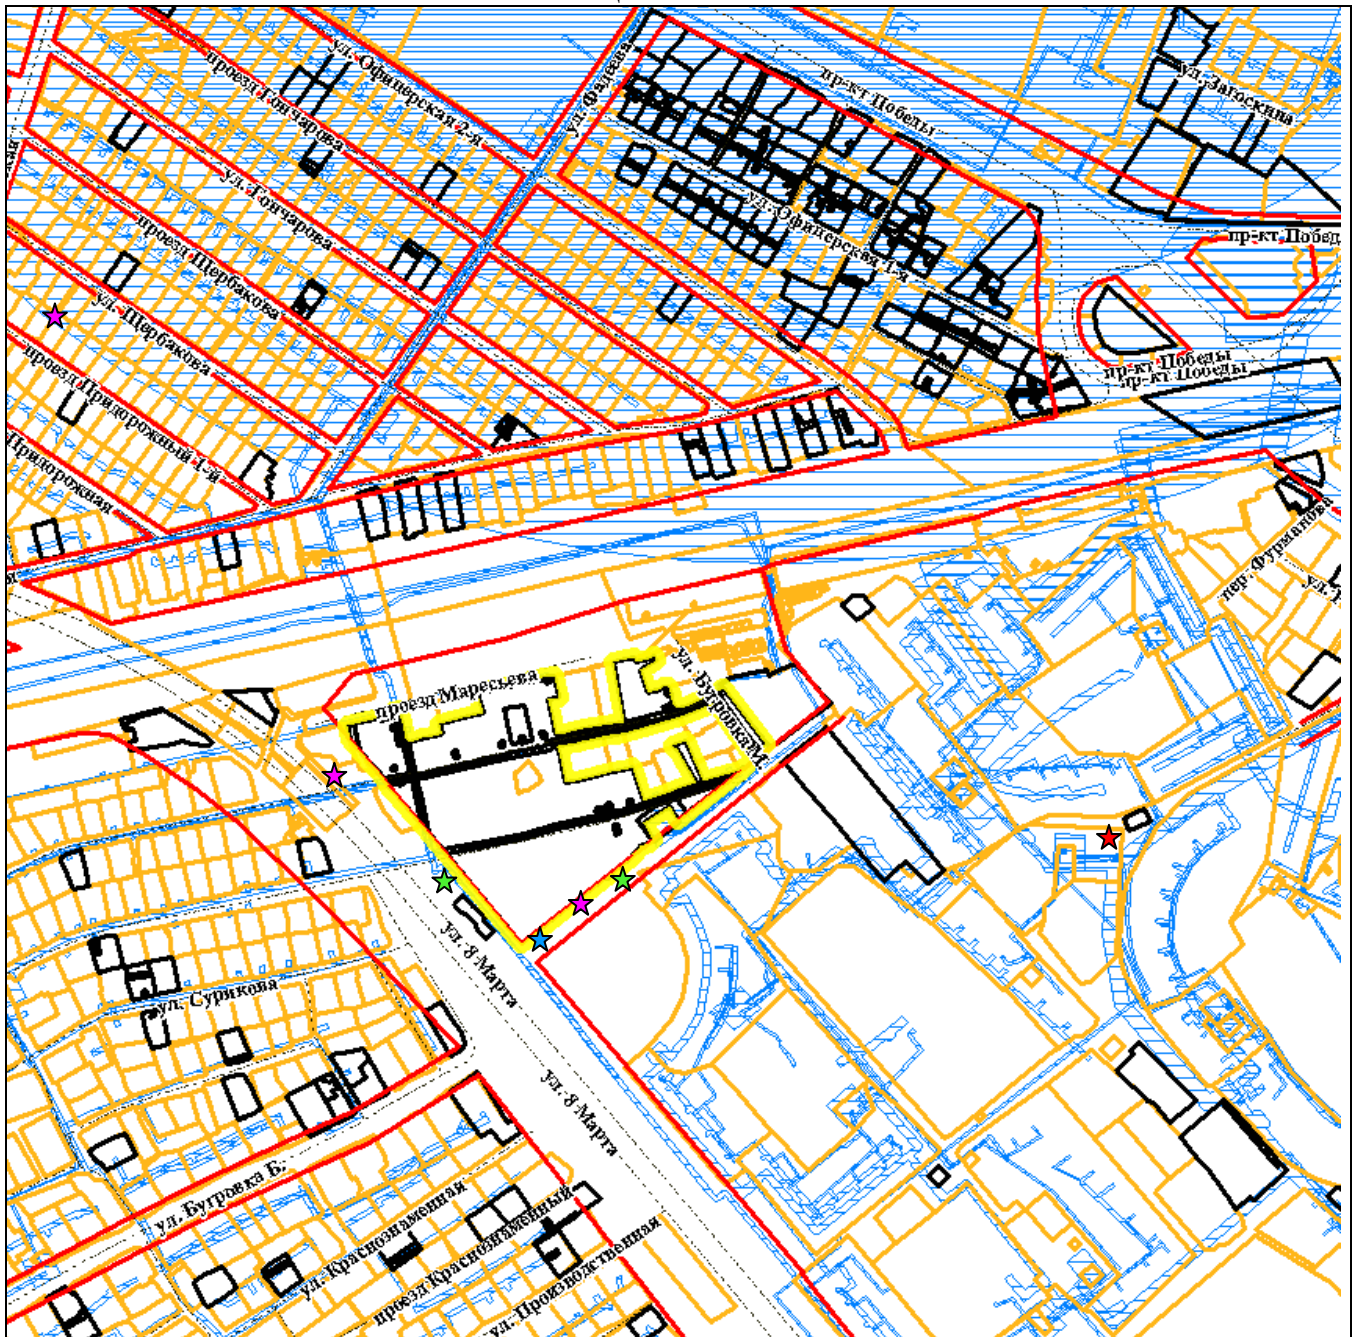 ул. Офицерская 2-я
ул. Фадеева
пр-кт Победы
ул. Загоскина
проезд Гончарова
ул. Гончарова
ул. Офицерская 1-я
пр-кт Побед
проезд Щербакова
ул. Щербакова
пр-кт Победы
пр-кт Победы
проезд Придорожный 1-й
Придорожная
пер. Фурманова
проезд Маресьева
ул. Бугровка М.
ул. 8 Марта
ул. Сурикова
ул. 8 Марта
ул. Бугровка Б.
ул. Краснознаменная
проезд Краснознаменный
ул. Производственная